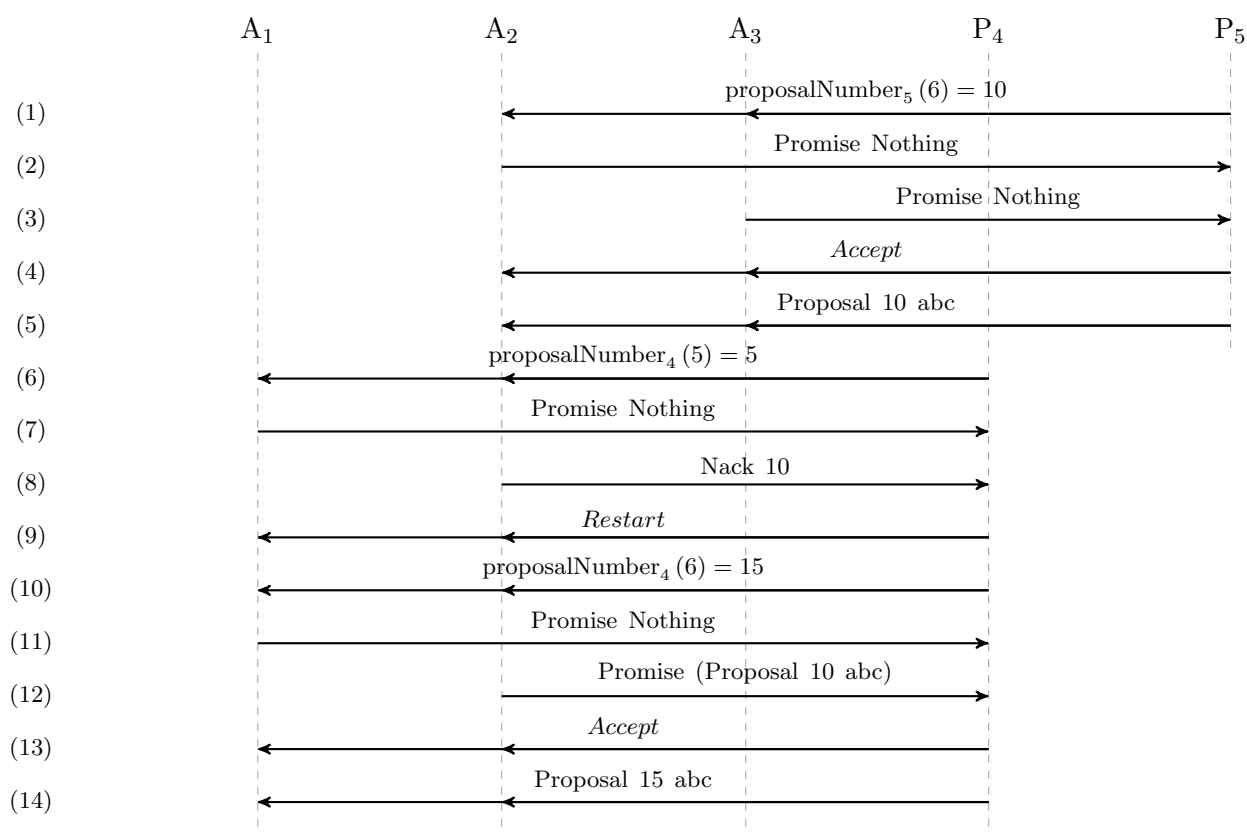 A₁ A₂ A₃ P₄ P₅
(1) proposalNumber₅ (6) = 10
(2) Promise Nothing
(3) Promise Nothing
(4) Accept
(5) Proposal 10 abc
(6) proposalNumber₄ (5) = 5
(7) Promise Nothing
(8) Nack 10
(9) Restart
(10) proposalNumber₄ (6) = 15
(11) Promise Nothing
(12) Promise (Proposal 10 abc)
(13) Accept
(14) Proposal 15 abc